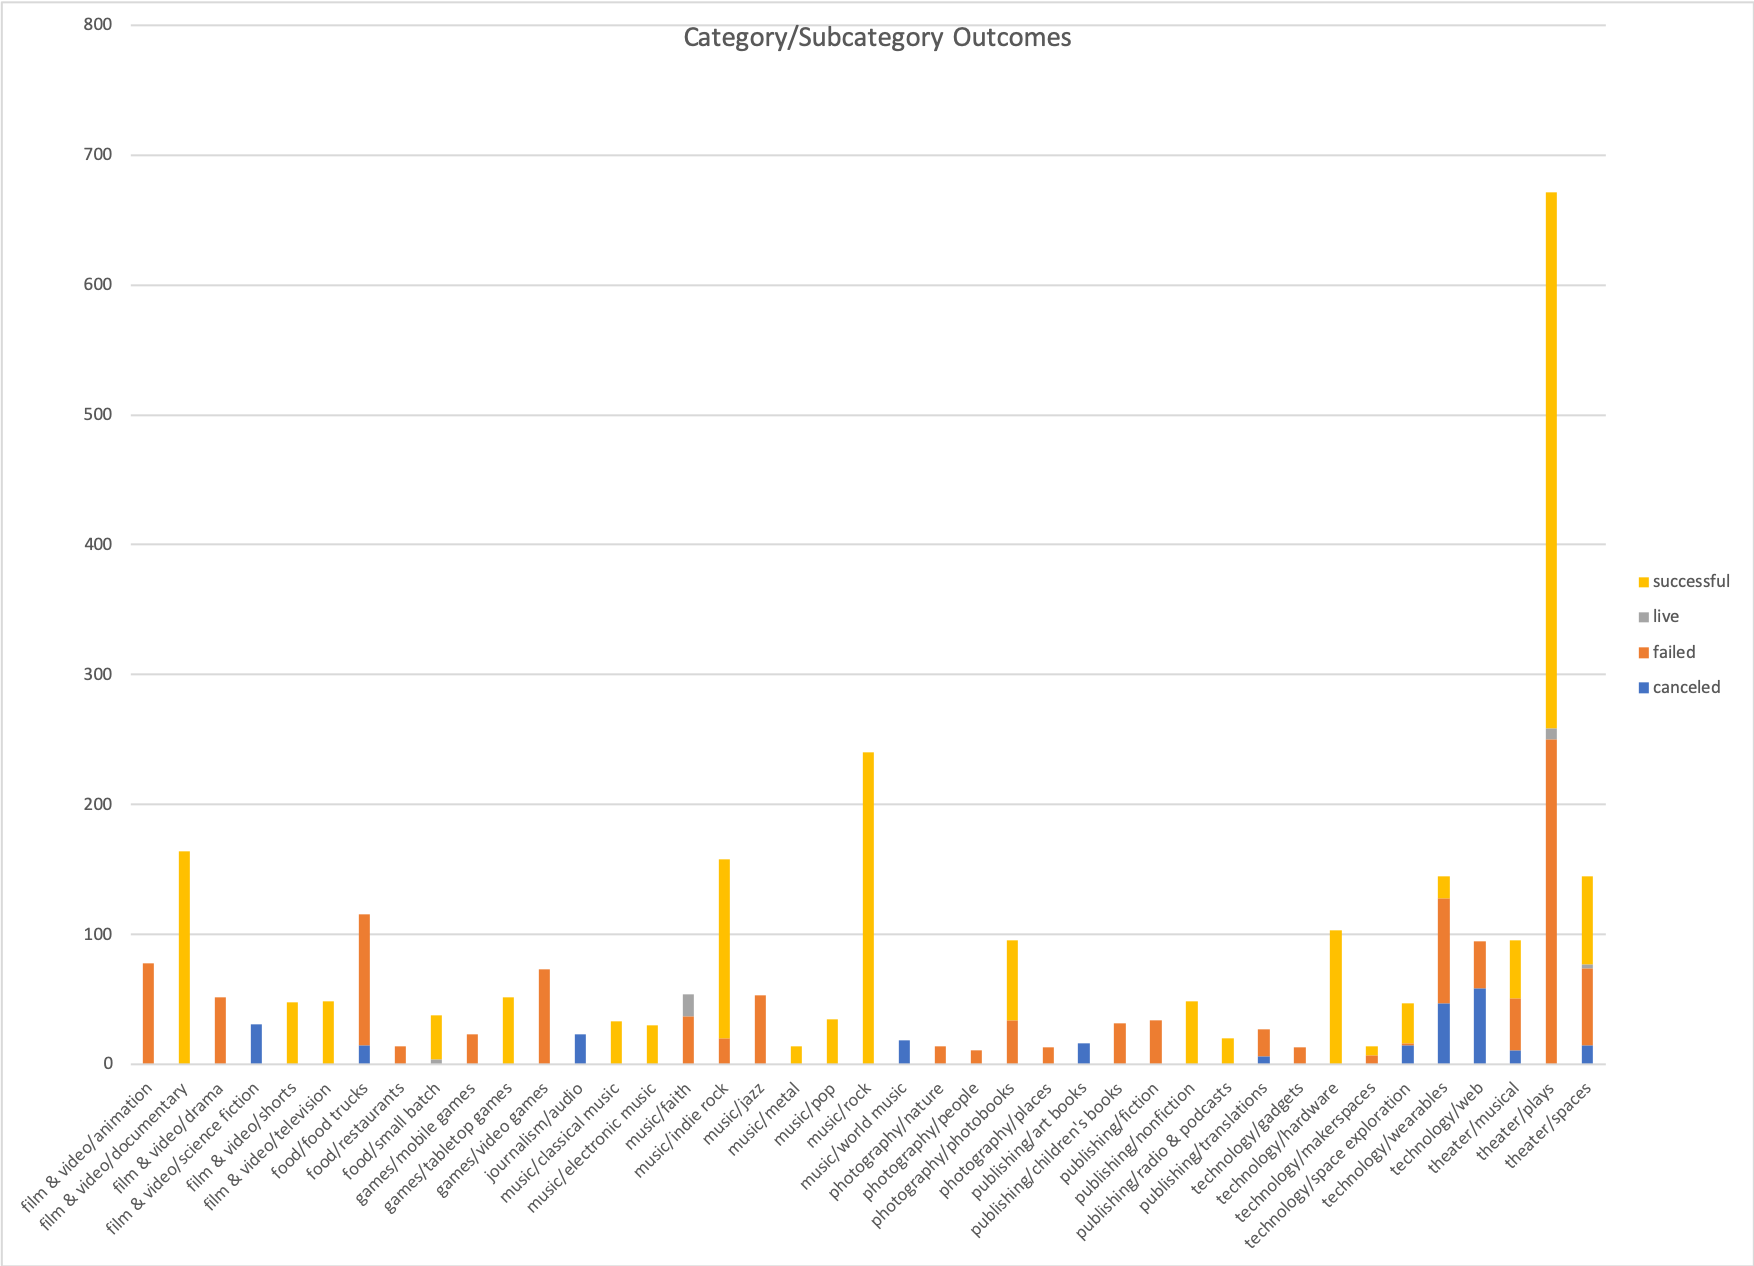 Category/Subcategory Outcomes
800
700
600
500
400
300
200
100
0
successful
live
failed
canceled
film & video/animation
film & video/documentary
film & video/drama
film & video/science fiction
film & video/shorts
film & video/television
food/food trucks
food/restaurants
food/small batch
games/mobile games
games/tabletop games
games/video games
journalism/audio
music/classical music
music/electronic music
music/faith
music/indie rock
music/jazz
music/metal
music/pop
music/rock
music/world music
photography/nature
photography/people
photography/photobooks
photography/places
publishing/art books
publishing/children's books
publishing/fiction
publishing/nonfiction
publishing/radio & podcasts
publishing/translations
technology/gadgets
technology/hardware
technology/makerspaces
technology/space exploration
technology/wearables
technology/web
theater/musical
theater/plays
theater/spaces